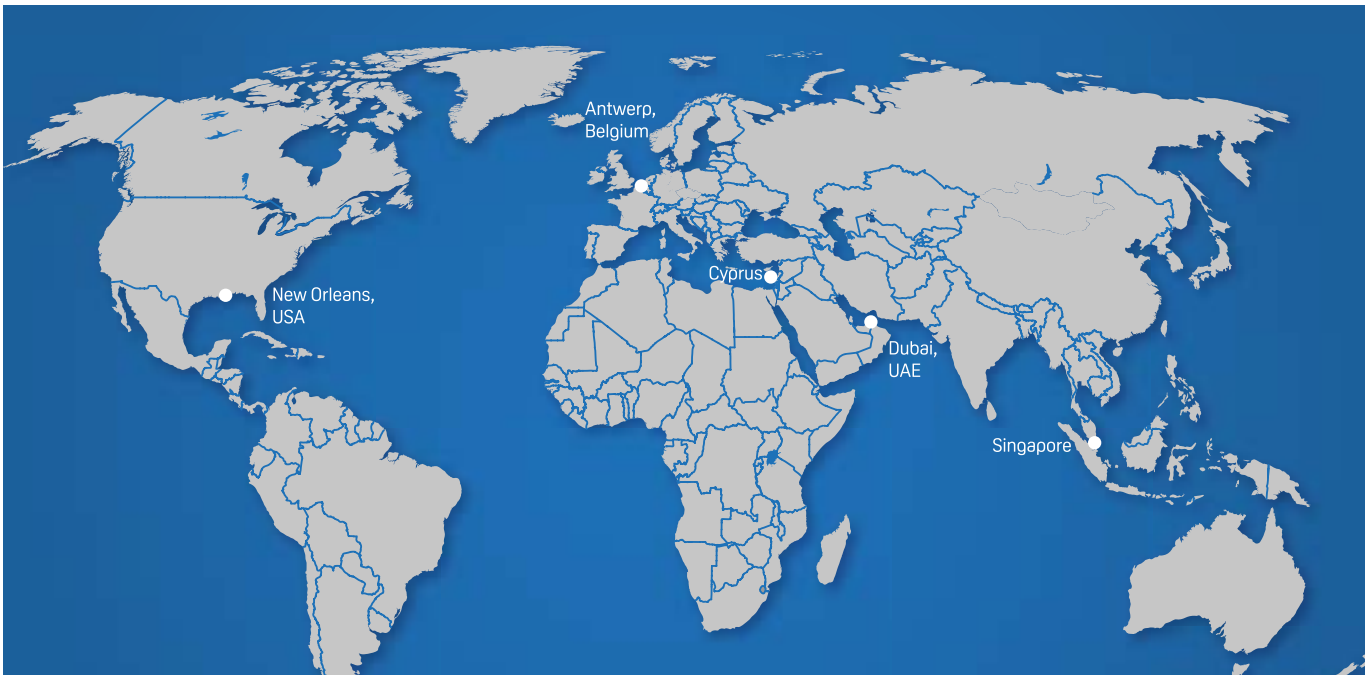 Antwerp,
Belgium
Cyprus
New Orleans,
USA
Dubai,
UAE
Singapore